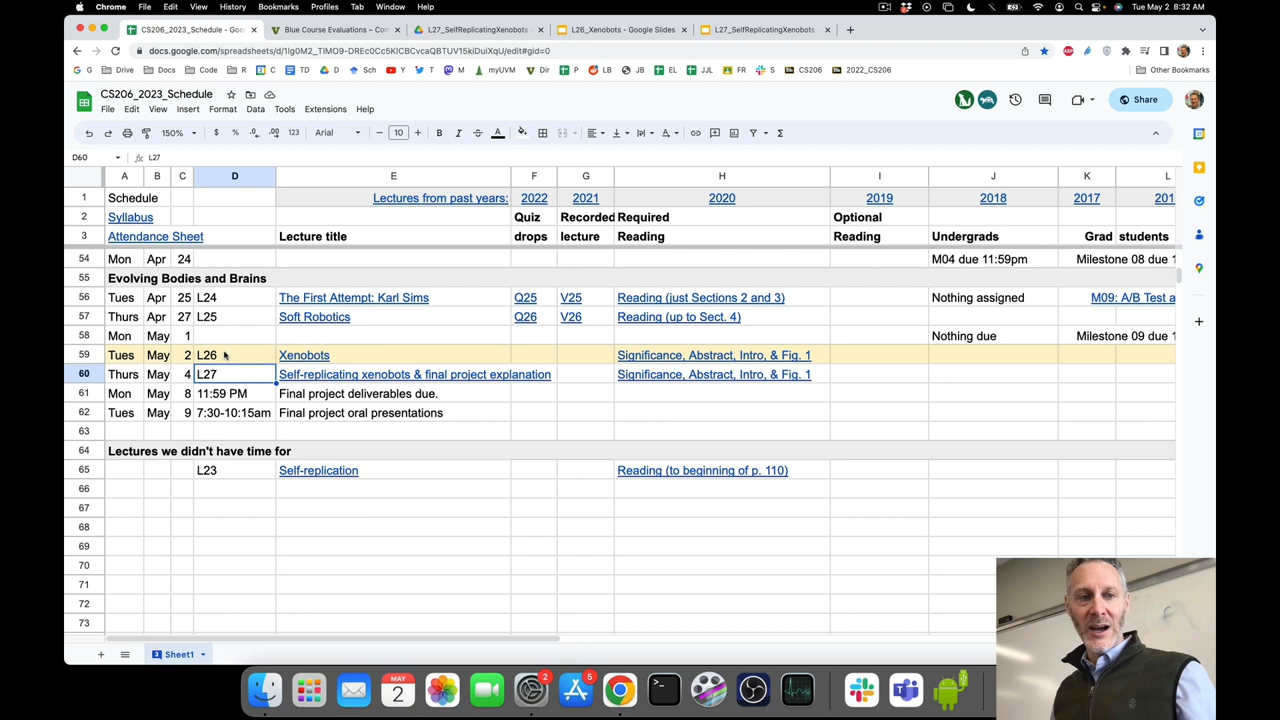 Chrome File Edit View History Bookmarks Profiles Tab Window Help Tue May 2 8:32 AM
CS206_2023_Schedule - Goo Blue Course Evaluations – Con L27_SelfReplicatingXenobots L26_Xenobots - Google Slides L27_SelfReplicatingXenobots
docs.google.com/spreadsheets/d/1lg0M2_TlMO9-DREc0Cc5KICBCvcaQBTUV15kiDuiXqU/edit#gid=0
G Drive Docs Code R C TD D Sch Y T M myUVM Dir P LB JB EL JJL FR S CS206 2022_CS206 Other Bookmarks
CS206_2023_Schedule
File Edit View Insert Format Data Tools Extensions Help
Share
150% $ % .0 .00 123 Arial 10 B I S A
D60 fx L27
A B C D E F G H I J K L
1 Schedule Lectures from past years: 2022 2021 2020 2019 2018 2017 201
2 Syllabus Quiz Recorded Required Optional
3 Attendance Sheet Lecture title drops lecture Reading Reading Undergrads Grad students
54 Mon Apr 24 M04 due 11:59pm Milestone 08 due 1
55 Evolving Bodies and Brains
56 Tues Apr 25 L24 The First Attempt: Karl Sims Q25 V25 Reading (just Sections 2 and 3) Nothing assigned M09: A/B Test a
57 Thurs Apr 27 L25 Soft Robotics Q26 V26 Reading (up to Sect. 4)
58 Mon May 1 Nothing due Milestone 09 due 1
59 Tues May 2 L26 Xenobots Significance, Abstract, Intro, & Fig. 1
60 Thurs May 4 L27 Self-replicating xenobots & final project explanation Significance, Abstract, Intro, & Fig. 1
61 Mon May 8 11:59 PM Final project deliverables due.
62 Tues May 9 7:30-10:15am Final project oral presentations
63
64 Lectures we didn't have time for
65 L23 Self-replication Reading (to beginning of p. 110)
66
67
68
69
70
71
72
73
3 Sheet1
MAY
2 2 5